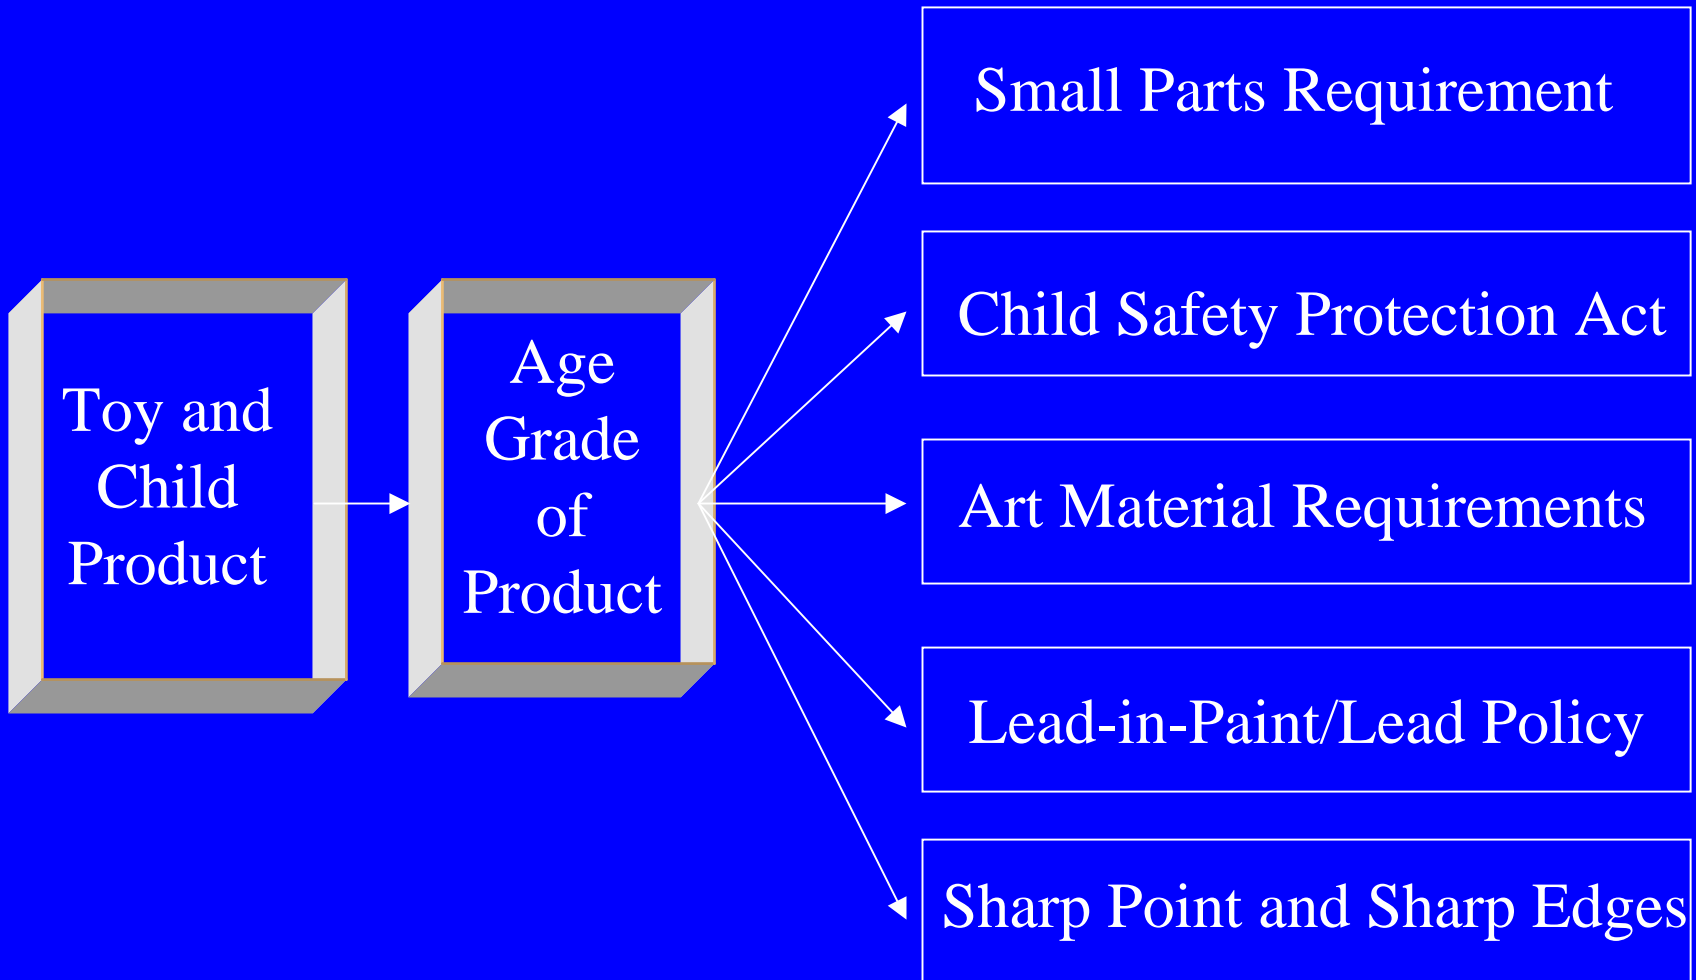 Toy and
Child
Product
Age
Grade
of
Product
Small Parts Requirement
Child Safety Protection Act
Art Material Requirements
Lead-in-Paint/Lead Policy
Sharp Point and Sharp Edges